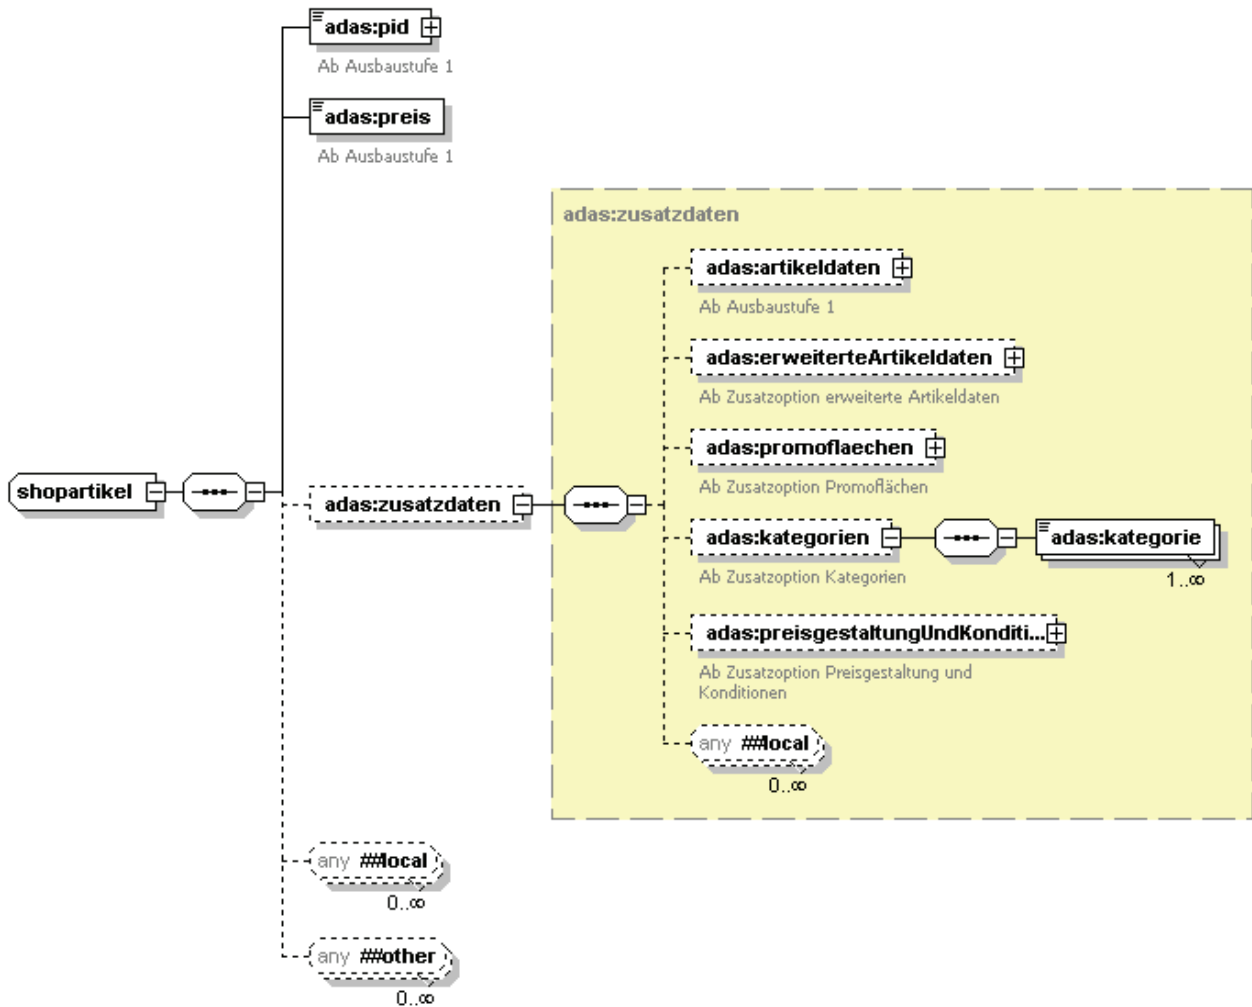 adas:pid
Ab Ausbaustufe 1
adas:preis
Ab Ausbaustufe 1
adas:zusatzdaten
adas:artikeldaten
Ab Ausbaustufe 1
adas:erweiterteArtikeldaten
Ab Zusatzoption erweiterte Artikeldaten
adas:promoflaechen
Ab Zusatzoption Promoflächen
shopartikel
adas:zusatzdaten
adas:kategorien
adas:kategorie
Ab Zusatzoption Kategorien
1..∞
adas:preisgestaltungUndKonditi...
Ab Zusatzoption Preisgestaltung und
Konditionen
any ##local
0..∞
any ##local
0..∞
any ##other
0..∞